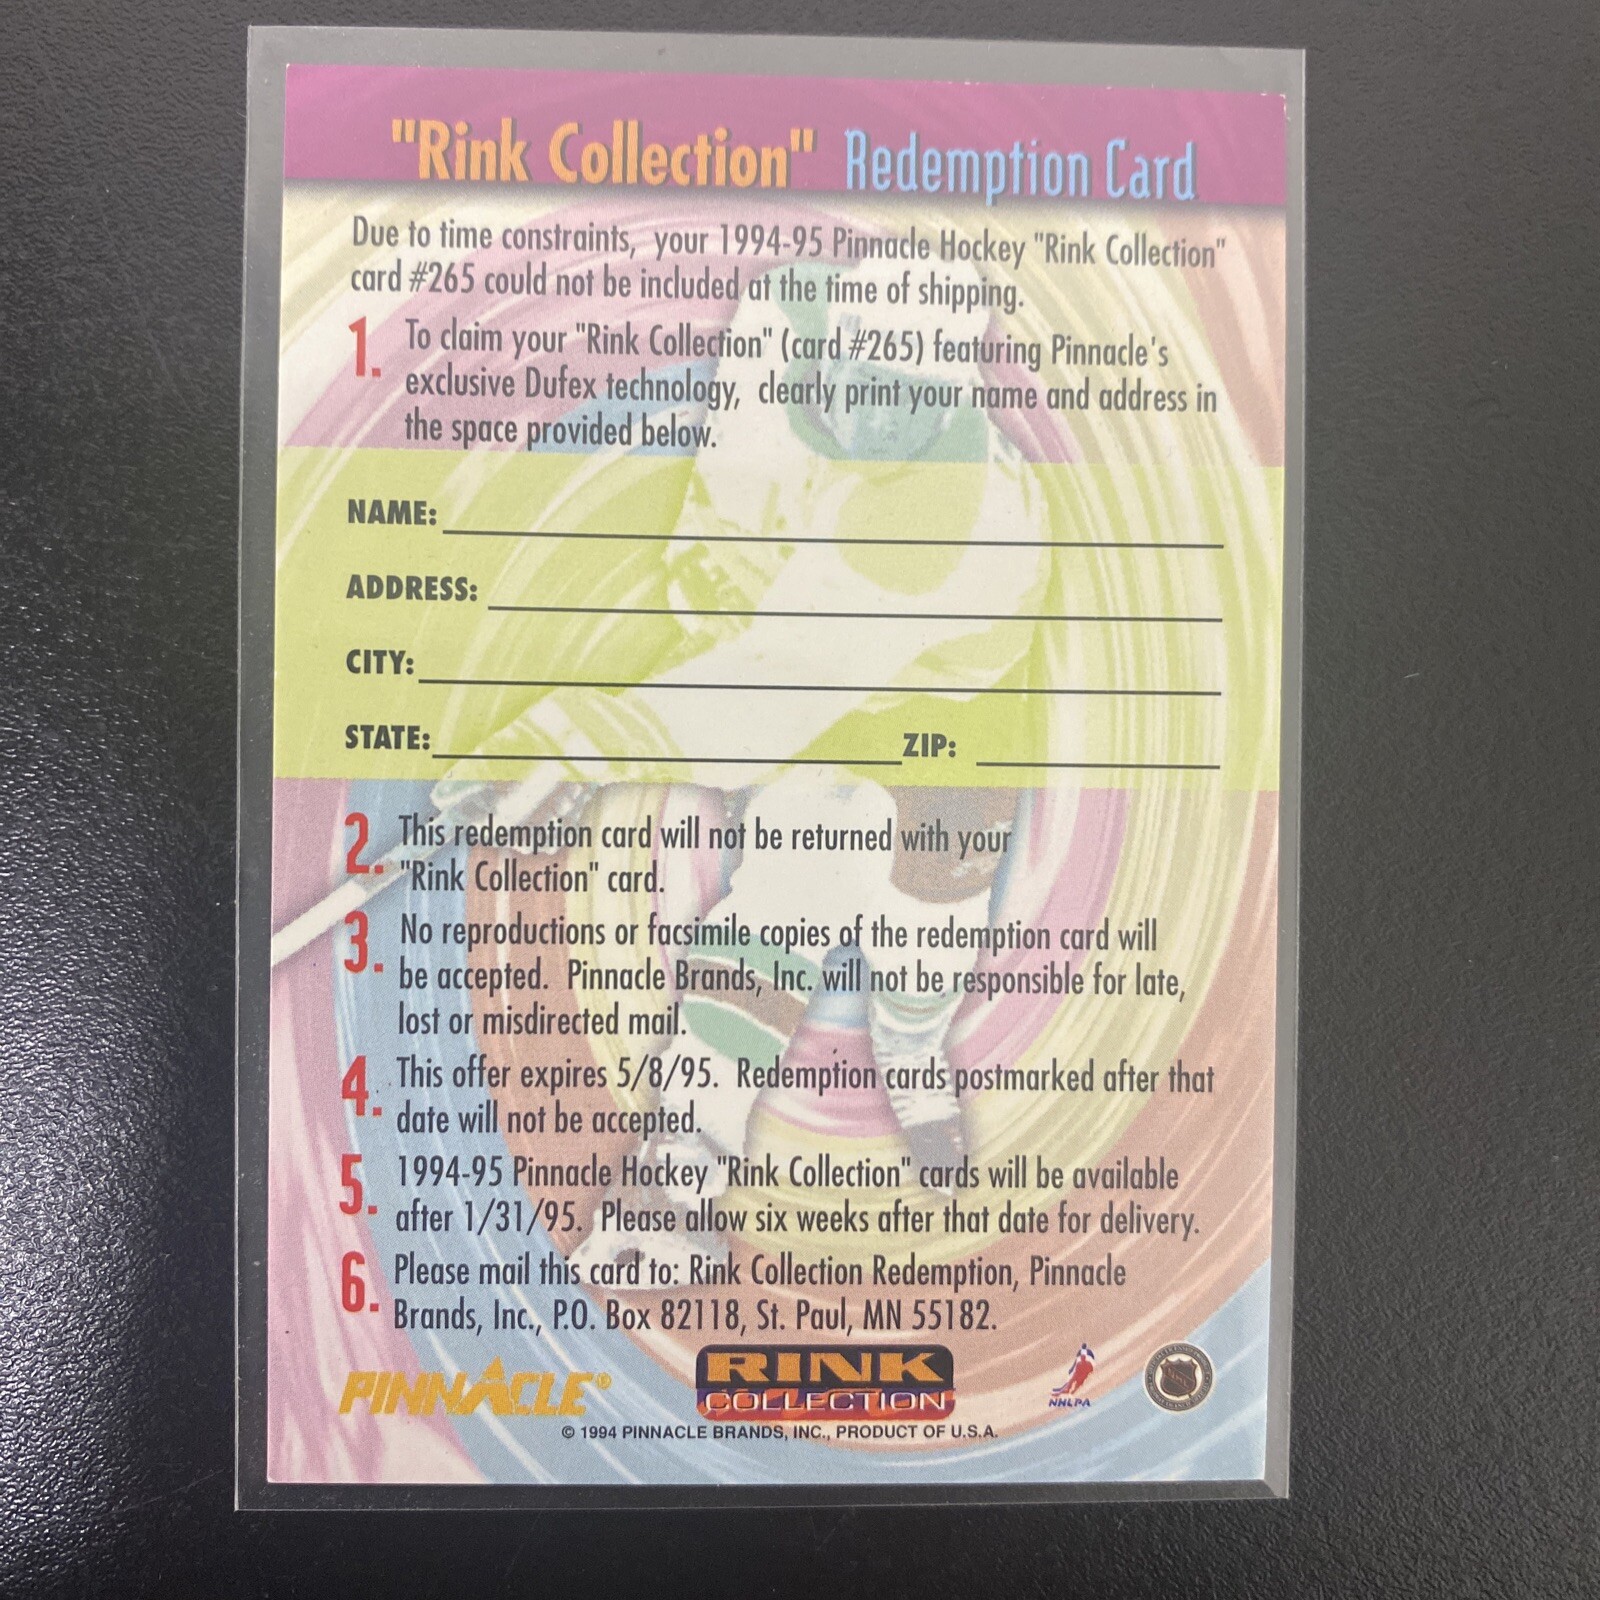 "Rink Collection" Redemption Card
Due to time constraints, your 1994-95 Pinnacle Hockey "Rink Collection"
card #265 could not be included at the time of shipping.
1. To claim your "Rink Collection" (card #265) featuring Pinnacle's
exclusive Dufex technology, clearly print your name and address in
the space provided below.
NAME:
ADDRESS:
CITY:
STATE: ZIP:
2. This redemption card will not be returned with your
"Rink Collection" card.
3. No reproductions or facsimile copies of the redemption card will
be accepted. Pinnacle Brands, Inc. will not be responsible for late,
lost or misdirected mail.
4. This offer expires 5/8/95. Redemption cards postmarked after that
date will not be accepted.
5. 1994-95 Pinnacle Hockey "Rink Collection" cards will be available
after 1/31/95. Please allow six weeks after that date for delivery.
6. Please mail this card to: Rink Collection Redemption, Pinnacle
Brands, Inc., P.O. Box 82118, St. Paul, MN 55182.
PINNACLE®
RINK
COLLECTION
NHLPA
© 1994 PINNACLE BRANDS, INC., PRODUCT OF U.S.A.